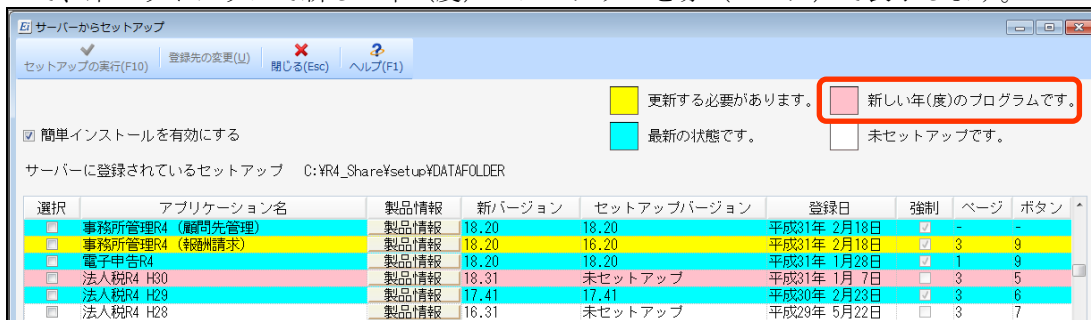 サーバーからセットアップ
セットアップの実行(F10) 登録先の変更(U) 閉じる(Esc) ヘルプ(F1)
更新する必要があります。 新しい年(度)のプログラムです。
簡単インストールを有効にする 最新の状態です。 未セットアップです。
サーバーに登録されているセットアップ C:¥R4_Share¥setup¥DATAFOLDER
選択 アプリケーション名 製品情報 新バージョン セットアップバージョン 登録日 強制 ページ ボタン
事務所管理R4 (顧問先管理) 製品情報 18.20 18.20 平成31年 2月18日 - -
事務所管理R4 (報酬請求) 製品情報 18.20 16.20 平成31年 2月18日 3 9
電子申告R4 製品情報 18.20 18.20 平成31年 1月28日 1 9
法人税R4 H30 製品情報 18.31 未セットアップ 平成31年 1月 7日 3 5
法人税R4 H29 製品情報 17.41 17.41 平成30年 2月23日 3 6
法人税R4 H28 製品情報 16.31 未セットアップ 平成29年 5月22日 3 7